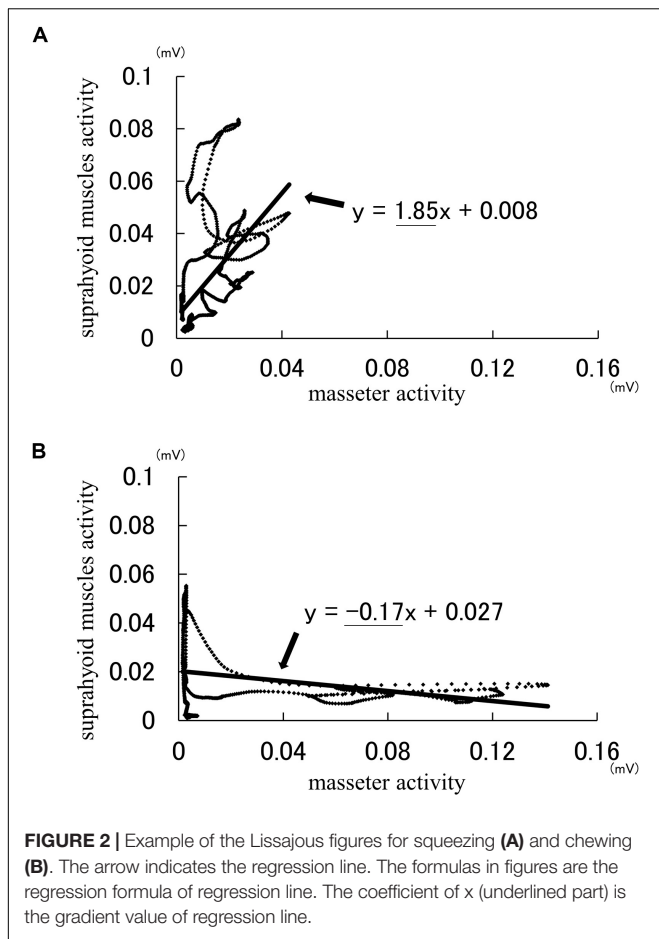 A
(mV)
suprahyoid muscles activity
0.1
0.08
0.06
0.04
0.02
0
y = 1.85x + 0.008
0 0.04 0.08 0.12 0.16
(mV)
masseter activity
B
(mV)
suprahyoid muscles activity
0.1
0.08
0.06
0.04
0.02
0
y = −0.17x + 0.027
0 0.04 0.08 0.12 0.16
(mV)
masseter activity
FIGURE 2 | Example of the Lissajous figures for squeezing (A) and chewing
(B). The arrow indicates the regression line. The formulas in figures are the
regression formula of regression line. The coefficient of x (underlined part) is
the gradient value of regression line.